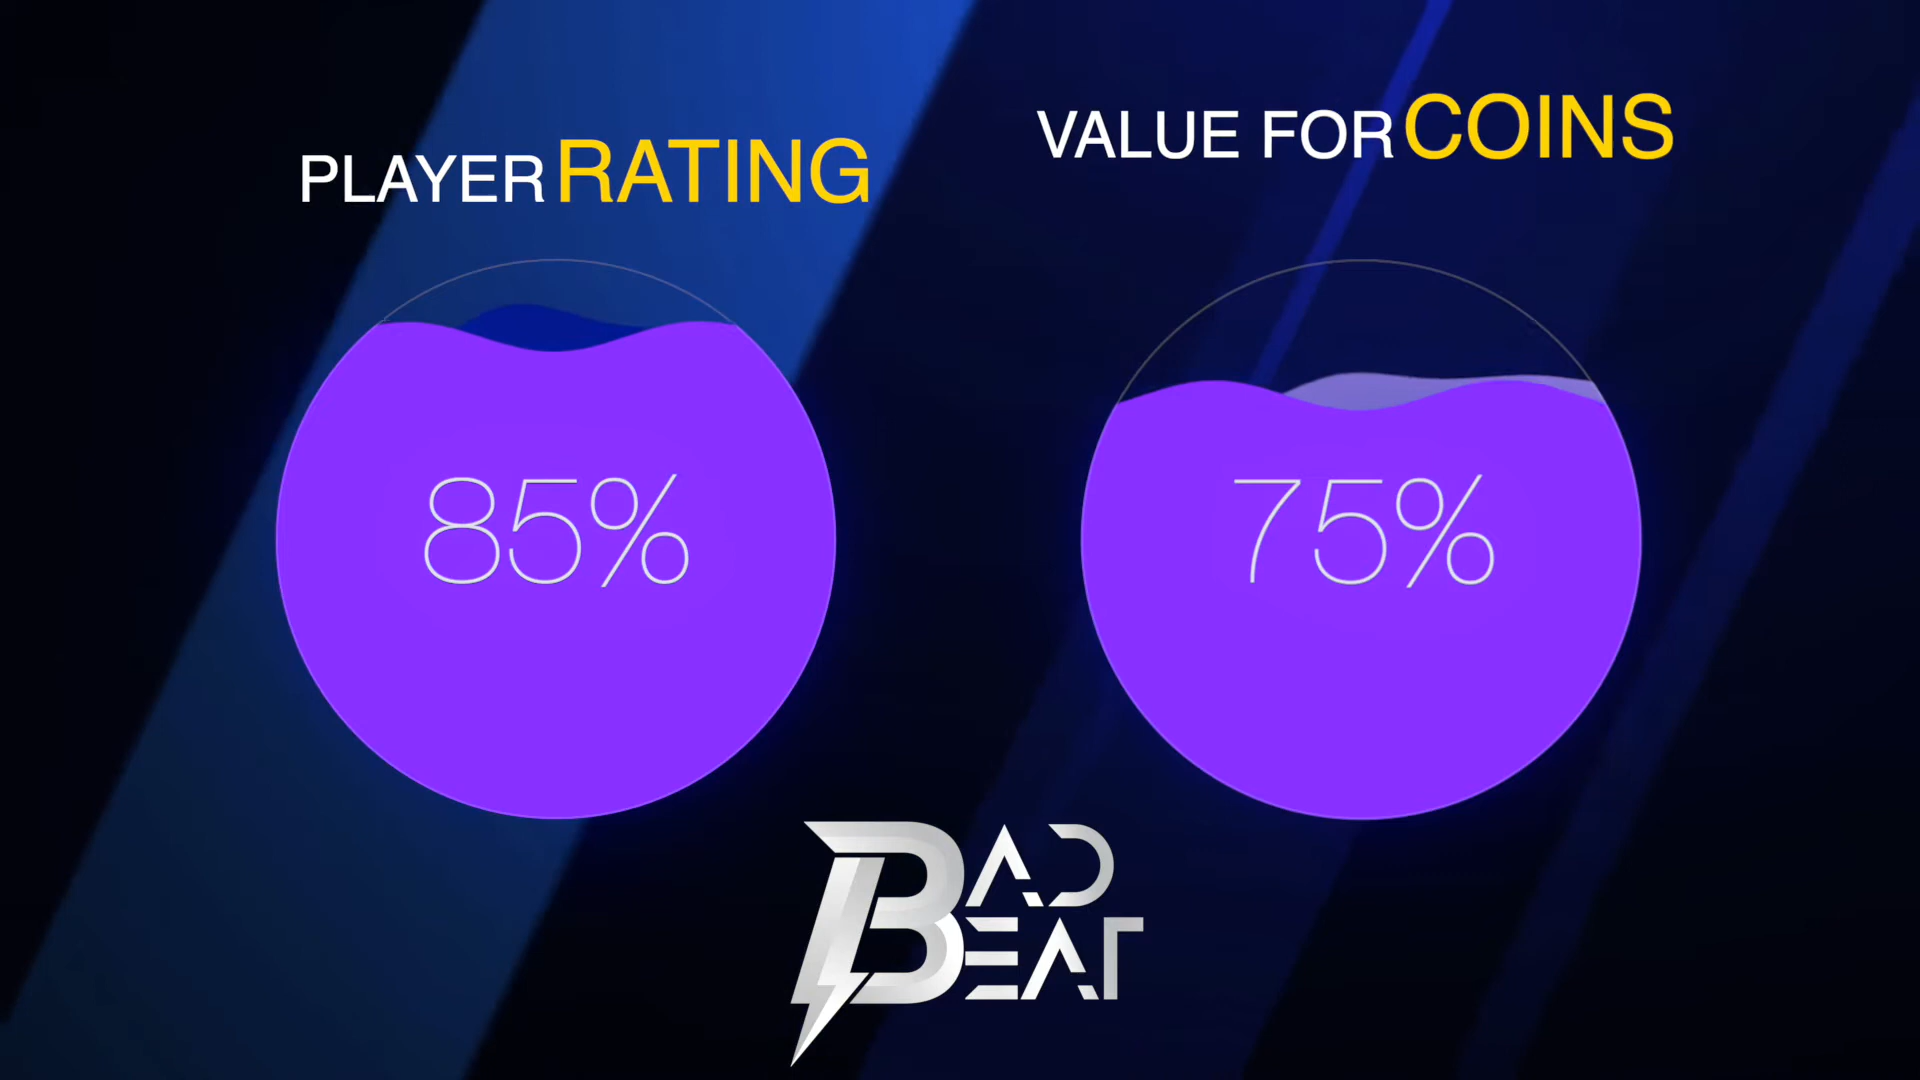 PLAYER RATING
VALUE FOR COINS
85%
75%
BAD
BEAT